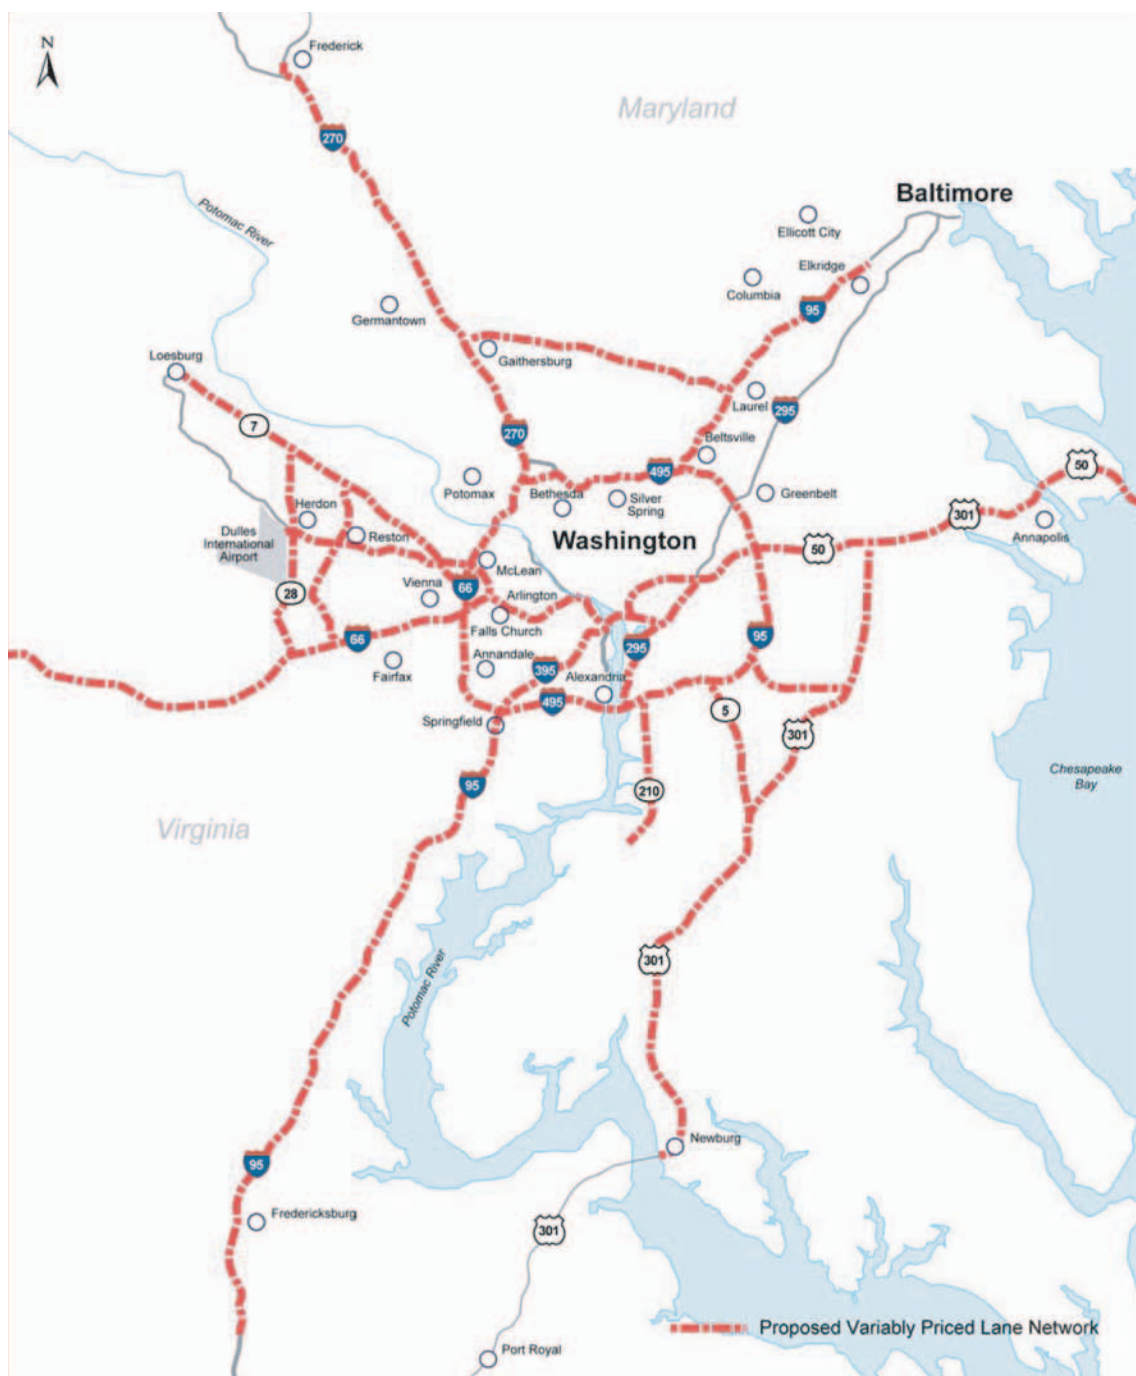 N
Frederick
Maryland
270
Baltimore
Potomac River
Ellicott City
Elkridge
Columbia
95
Germantown
Loesburg
Gaithersburg
Laurel
295
7
270
Beltsville
50
495
Potomax
Bethesda
Silver
Spring
Greenbelt
301
Herdon
Annapolis
Dulles
International
Airport
Reston
Washington
50
McLean
Vienna
66
28
Arlington
Falls Church
66
95
295
Annandale
395
Fairfax
Alexandria
495
5
Springfield
301
95
Chesapeake
Bay
210
Virginia
301
Potomac River
Newburg
95
Fredericksburg
301
Proposed Variably Priced Lane Network
Port Royal